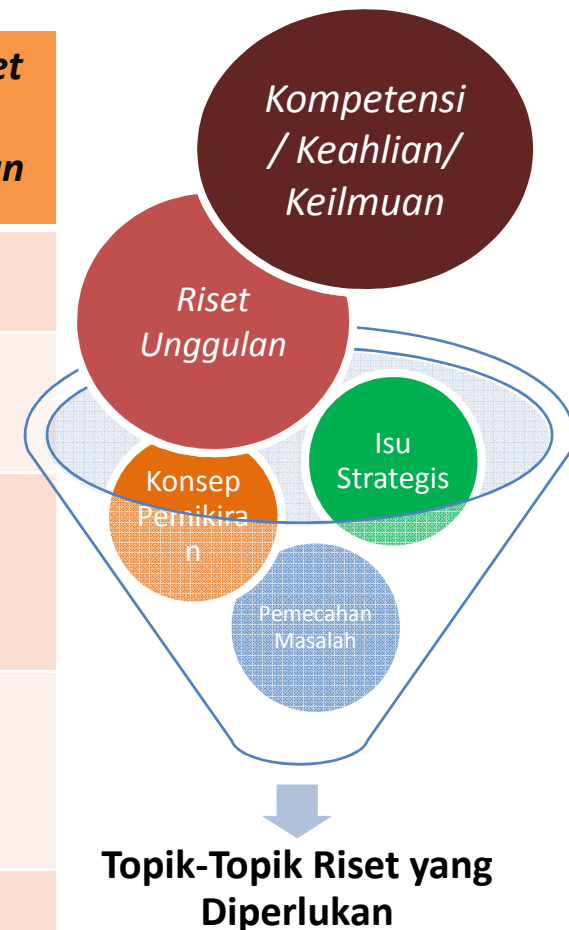 et
an
Kompetensi
/ Keahlian/
Keilmuan
Riset
Unggulan
Isu
Strategis
Konsep
Pemikira
n
Pemecahan
Masalah
Topik-Topik Riset yang
Diperlukan